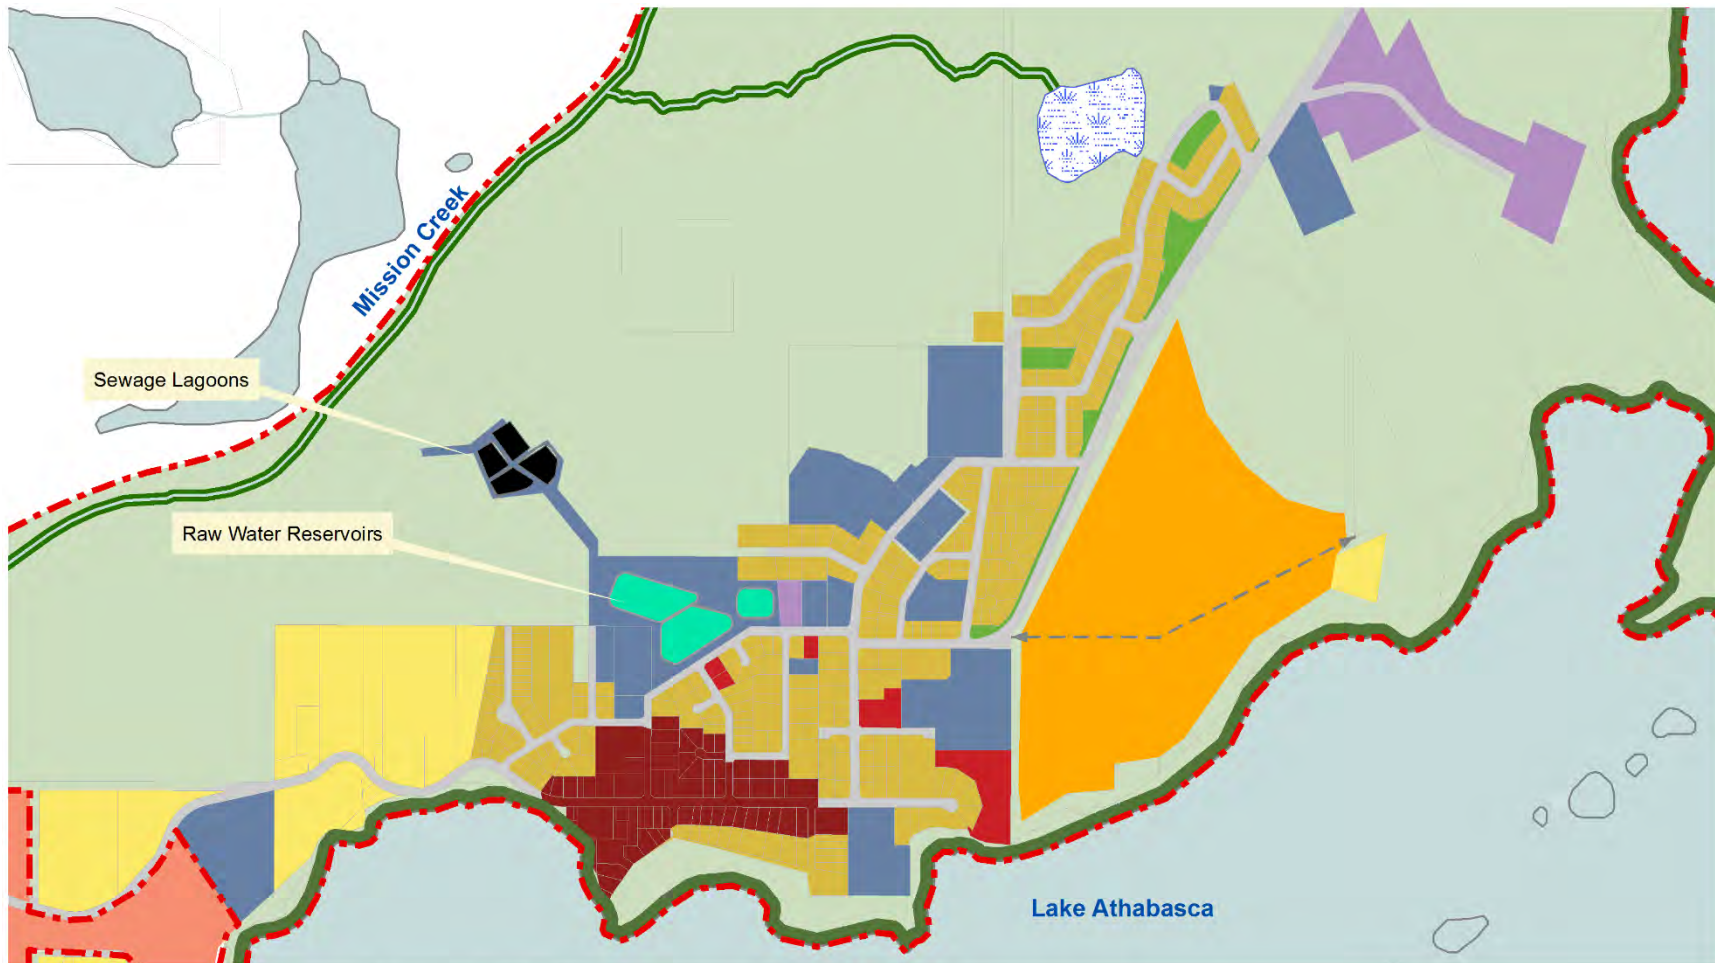 Mission Creek
Sewage Lagoons
Raw Water Reservoirs
Lake Athabasca